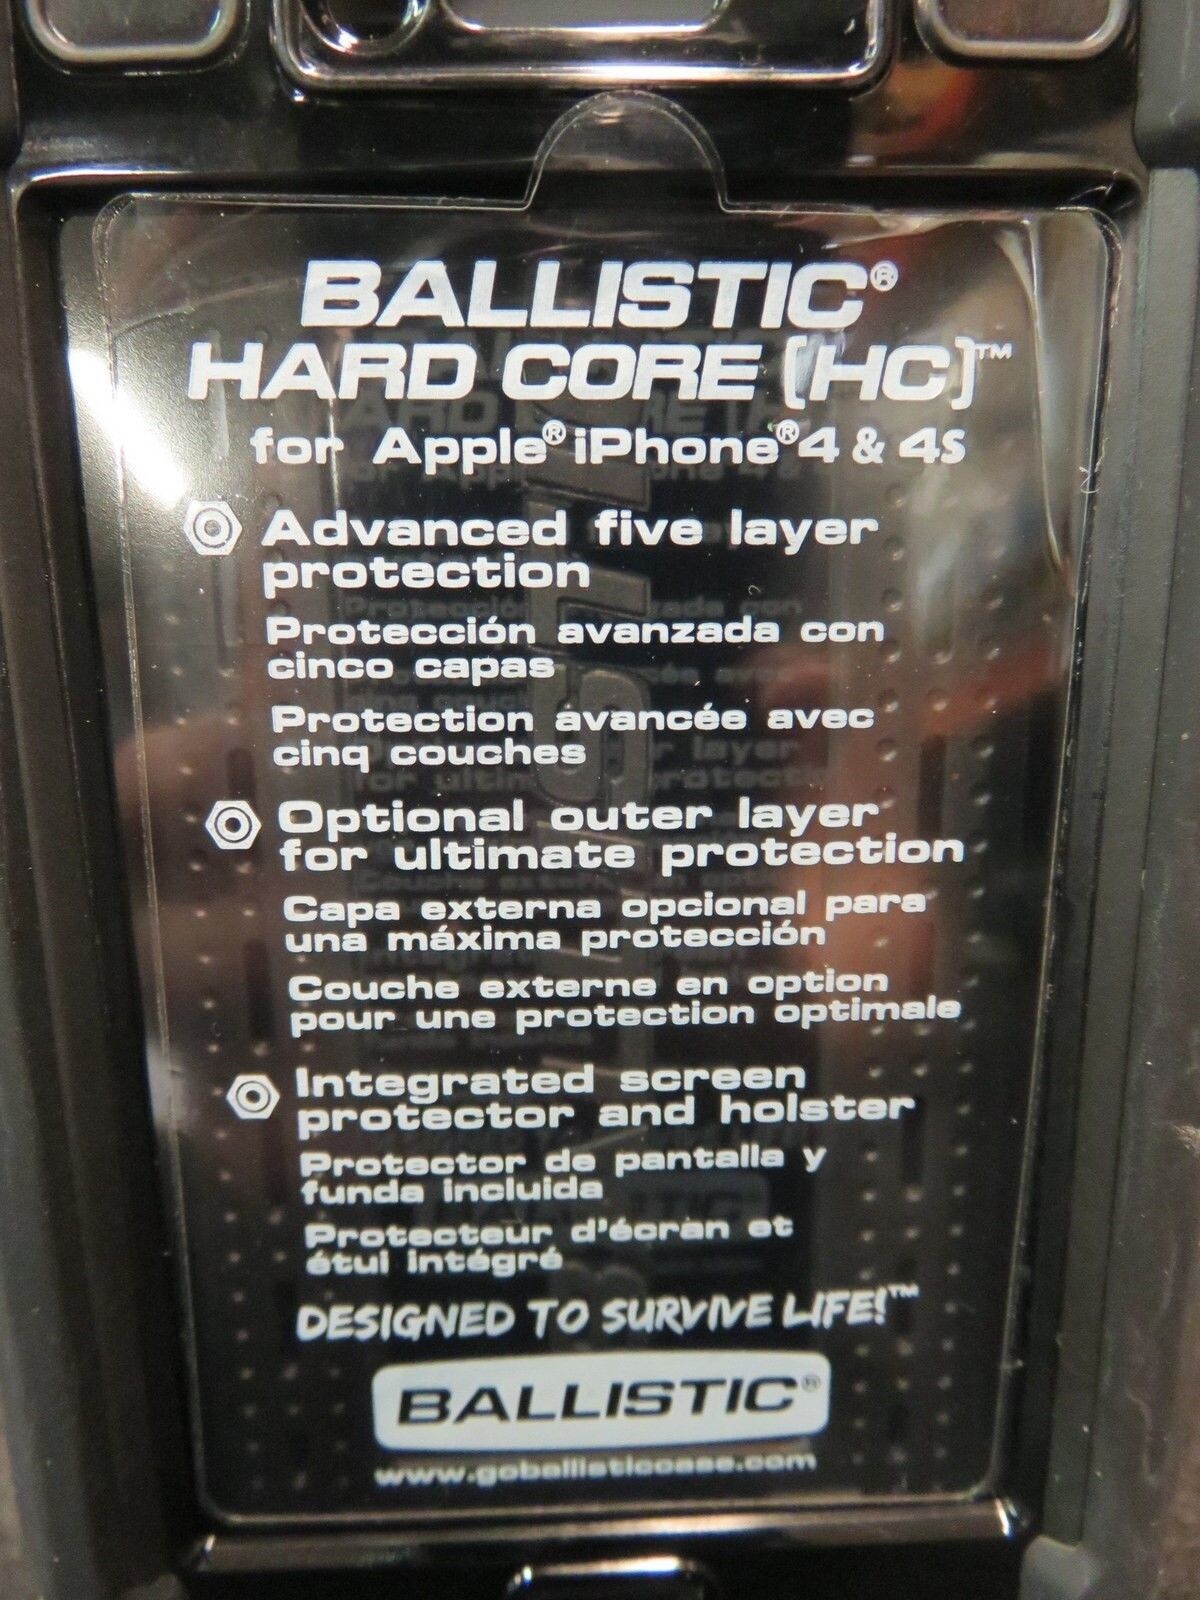 BALLISTIC®
HARD CORE [HC]™
for Apple® iPhone® 4 & 4S
Advanced five layer
protection
Protección avanzada con
cinco capas
Protection avancée avec
cinq couches
Optional outer layer
for ultimate protection
Capa externa opcional para
una máxima protección
Couche externe en option
pour une protection optimale
Integrated screen
protector and holster
Protector de pantalla y
funda incluida
Protecteur d'écran et
étui intégré
DESIGNED TO SURVIVE LIFE!™
BALLISTIC®
www.goballisticcase.com